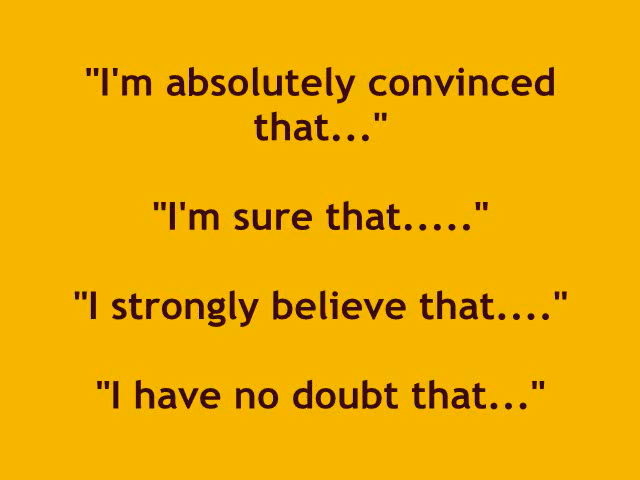 "I'm absolutely convinced
that..."
"I'm sure that....."
"I strongly believe that...."
"I have no doubt that..."